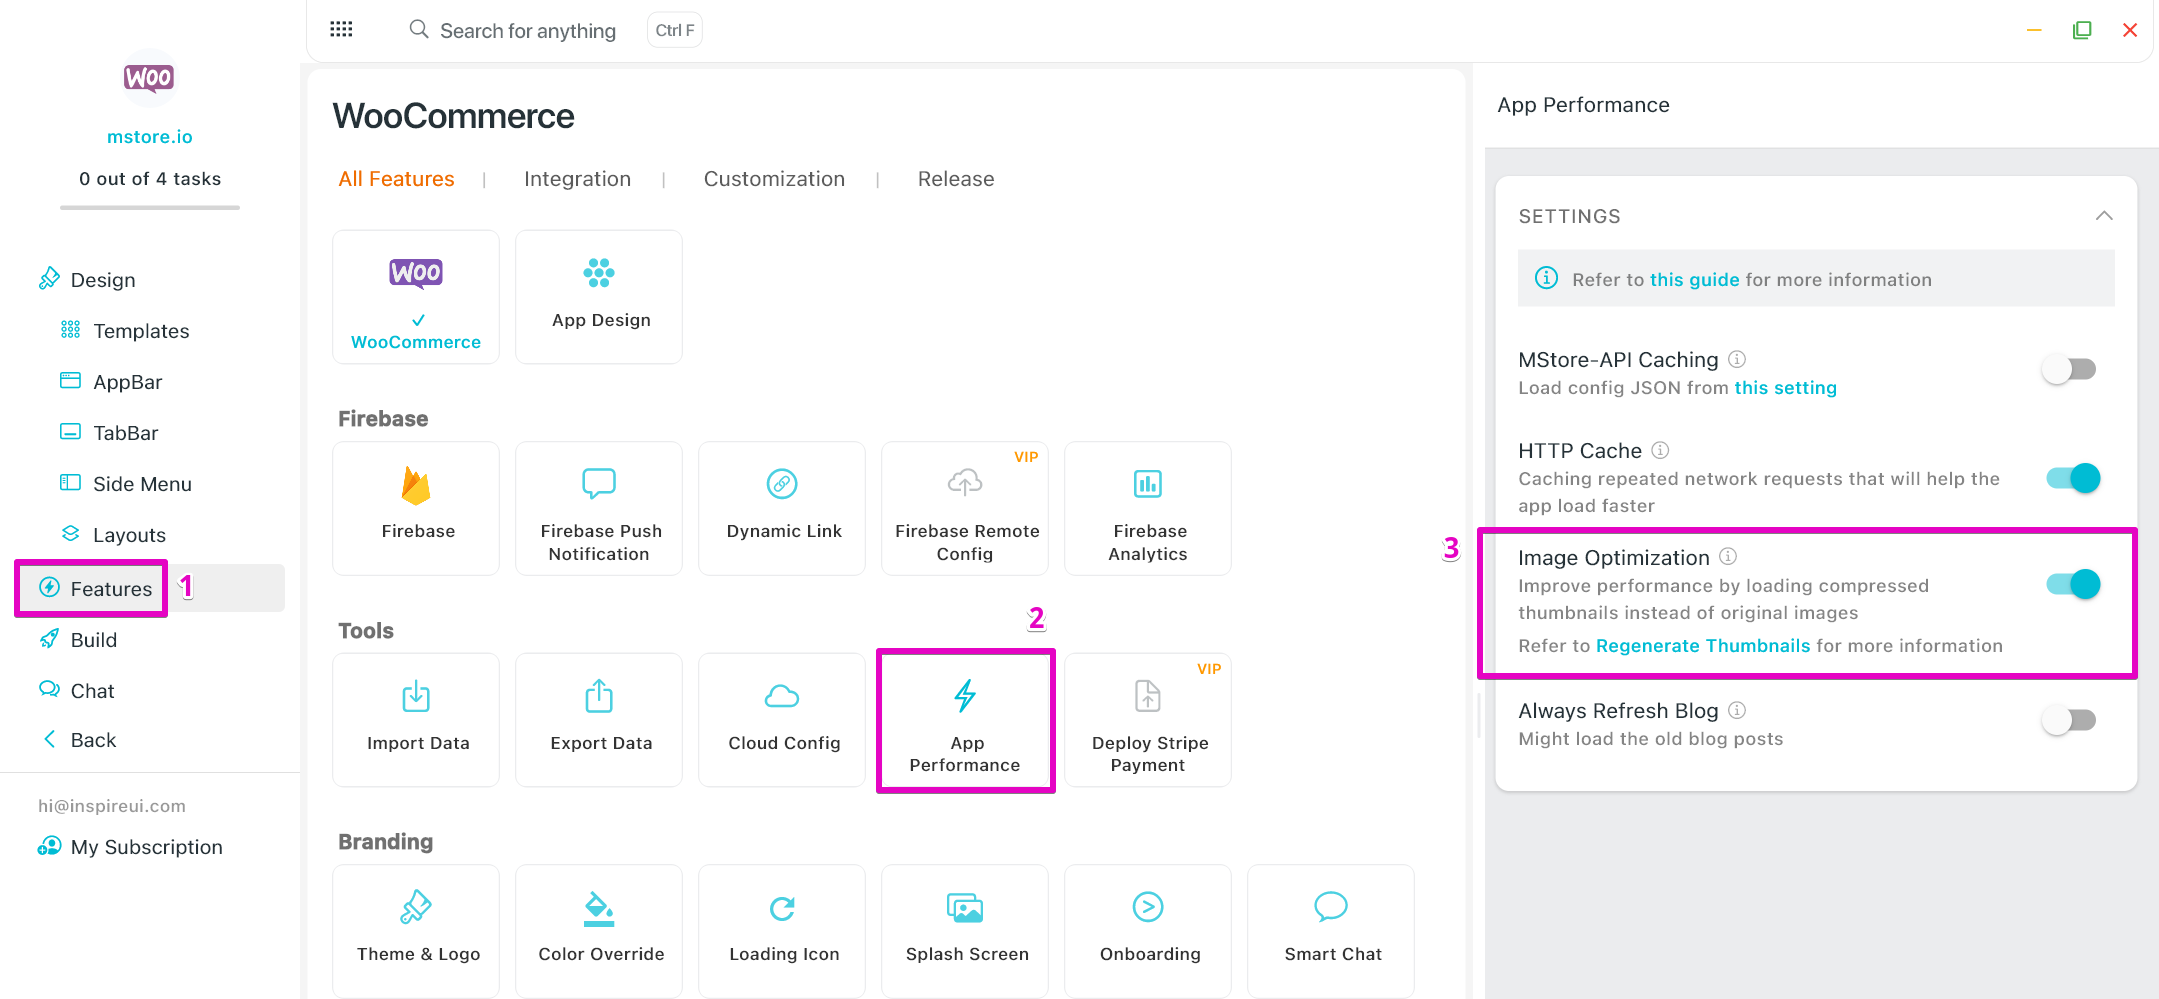 Search for anything
Ctrl F
WOO
mstore.io
0 out of 4 tasks
Design
Templates
AppBar
TabBar
Side Menu
Layouts
Features
1
Build
Chat
Back
hi@inspireui.com
My Subscription
WooCommerce
All Features | Integration | Customization | Release
WOO
WooCommerce
App Design
Firebase
Firebase
Firebase Push
Notification
Dynamic Link
VIP
Firebase Remote
Config
Firebase
Analytics
Tools
2
Import Data
Export Data
Cloud Config
App
Performance
VIP
Deploy Stripe
Payment
Branding
Theme & Logo
Color Override
Loading Icon
Splash Screen
Onboarding
Smart Chat
App Performance
SETTINGS
Refer to this guide for more information
MStore-API Caching
Load config JSON from this setting
HTTP Cache
Caching repeated network requests that will help the
app load faster
3
Image Optimization
Improve performance by loading compressed
thumbnails instead of original images
Refer to Regenerate Thumbnails for more information
Always Refresh Blog
Might load the old blog posts